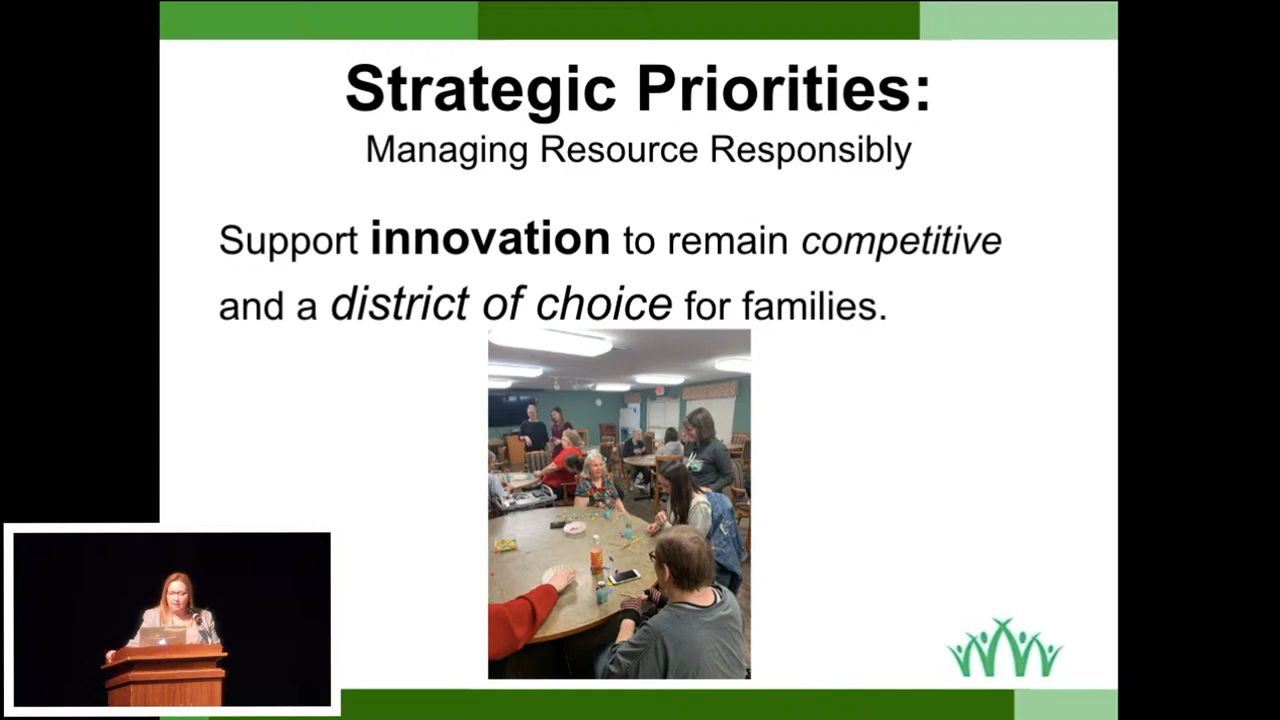 Strategic Priorities:
Managing Resource Responsibly
Support innovation to remain competitive
and a district of choice for families.